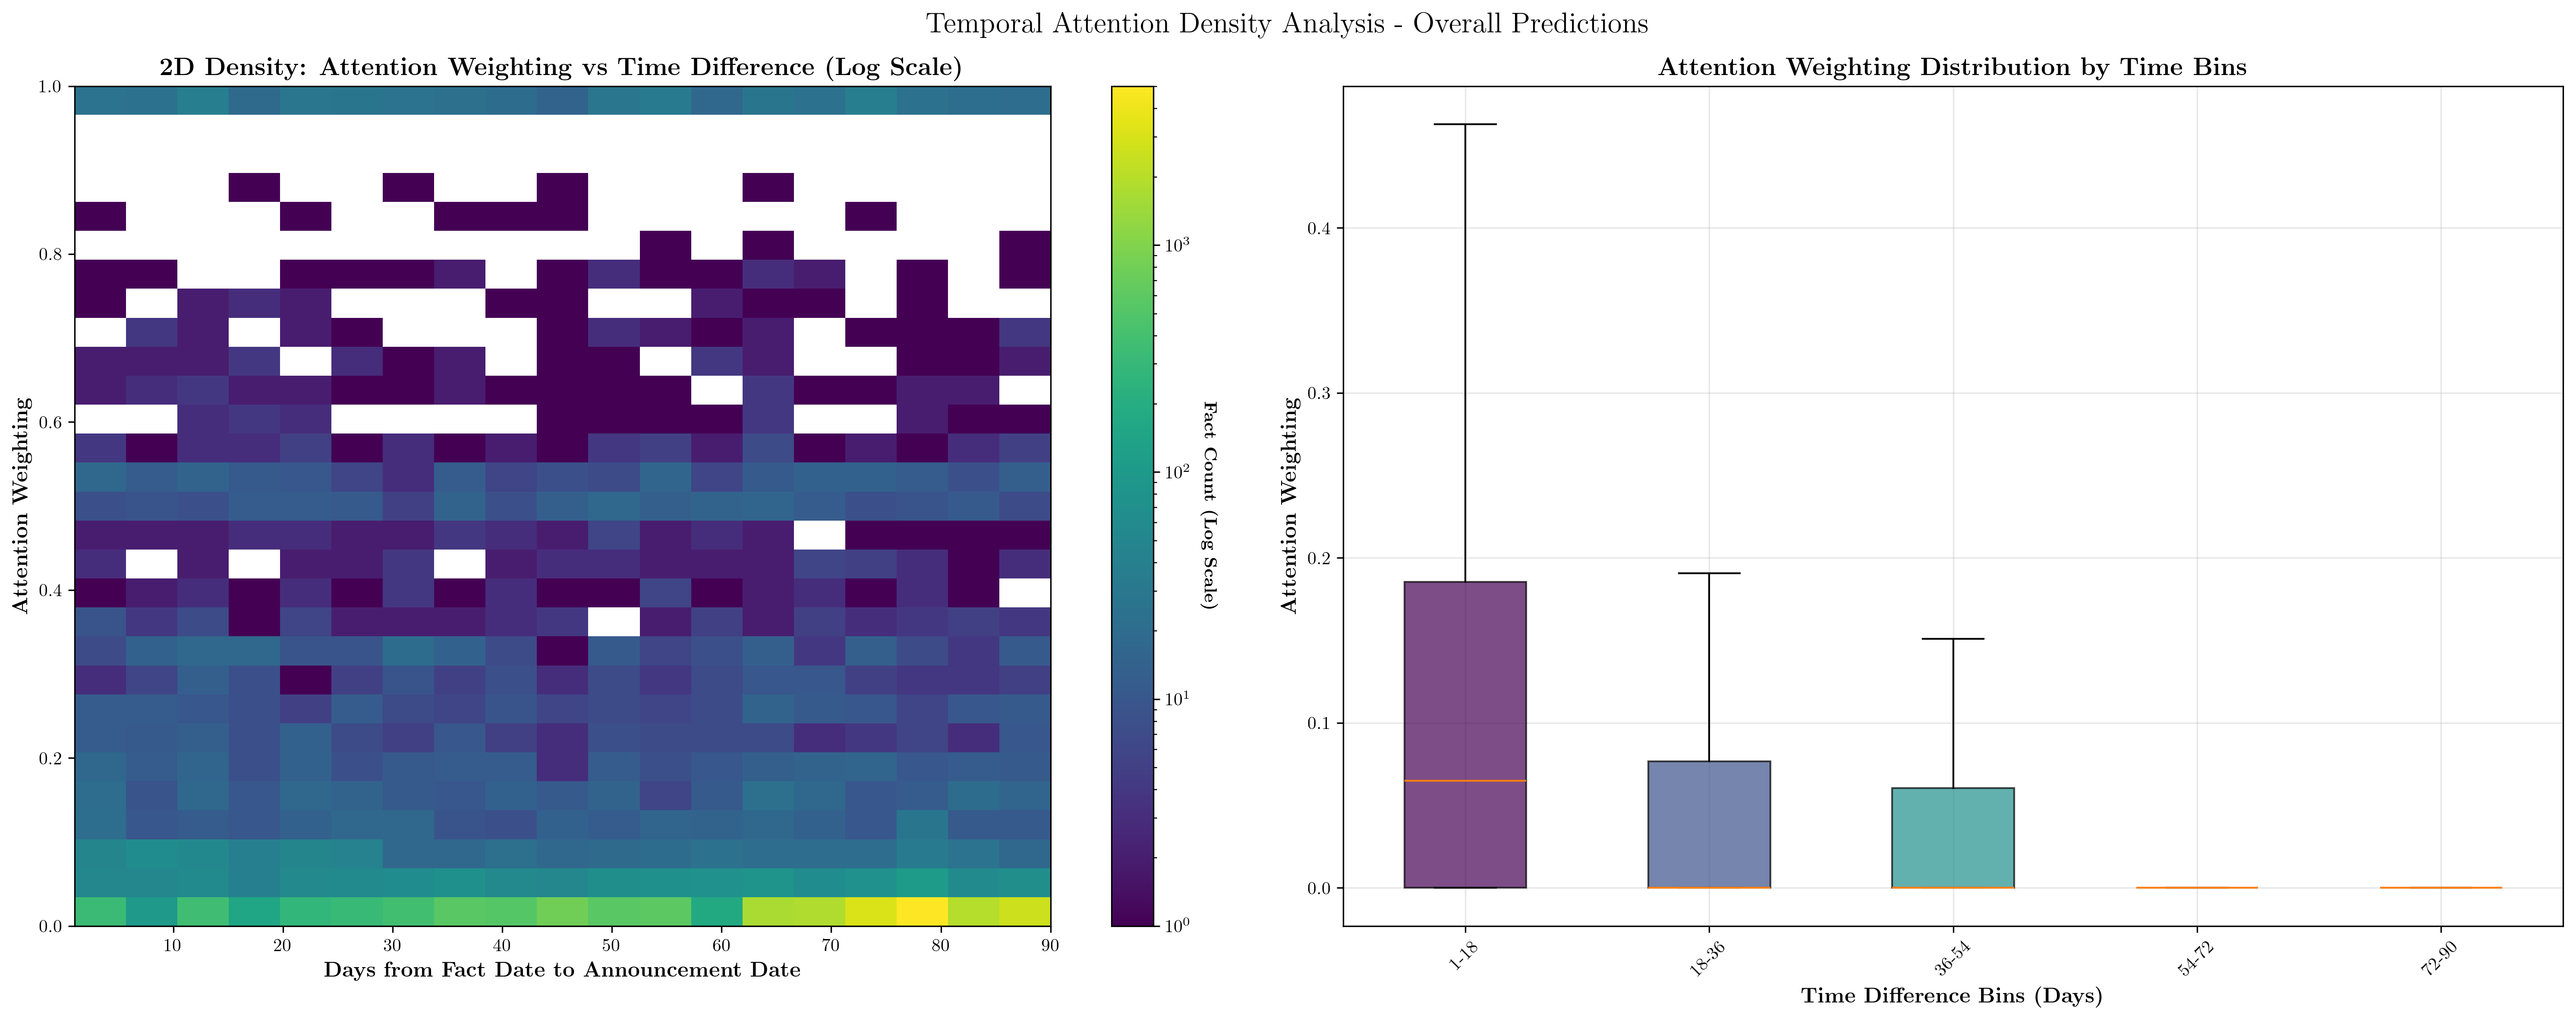 Temporal Attention Density Analysis - Overall Predictions
2D Density: Attention Weighting vs Time Difference (Log Scale)
Attention Weighting
1.0
0.8
0.6
0.4
0.2
0.0
10 20 30 40 50 60 70 80 90
Days from Fact Date to Announcement Date
10³
10²
10¹
10⁰
Fact Count (Log Scale)
Attention Weighting Distribution by Time Bins
Attention Weighting
0.4
0.3
0.2
0.1
0.0
1-18 18-36 36-54 54-72 72-90
Time Difference Bins (Days)